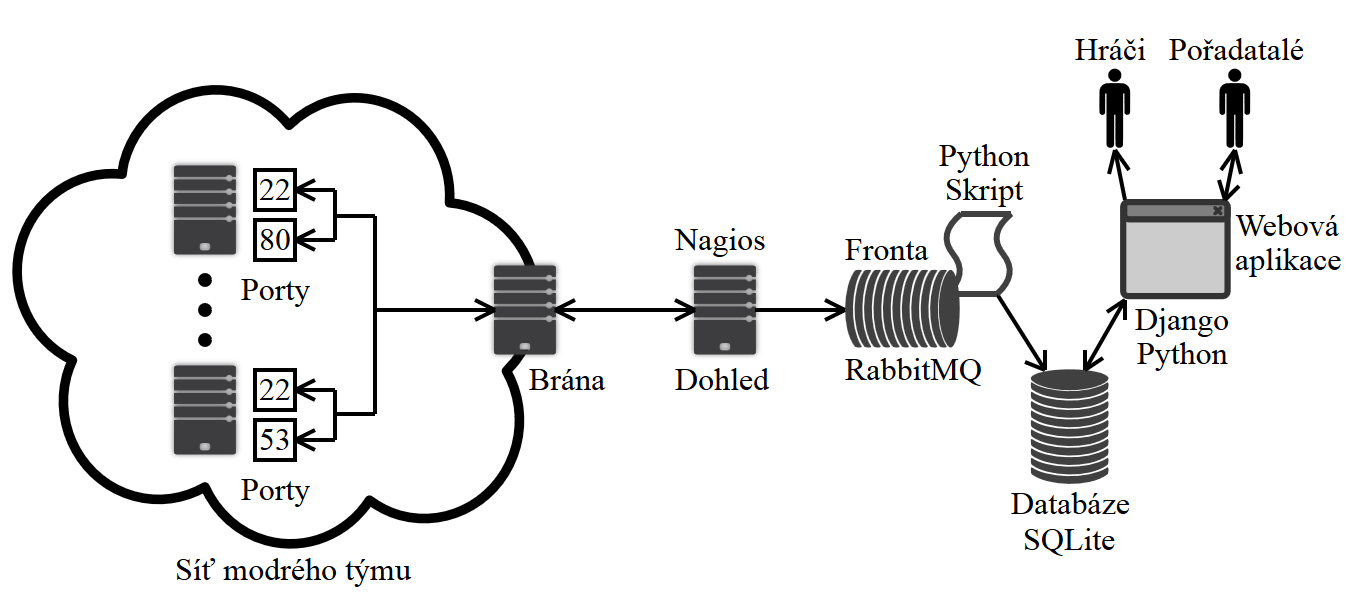 Hráči
Pořadatalé
Python
Skript
22
80
Porty
Nagios
Fronta
Webová
aplikace
Django
Python
Brána
Dohled
RabbitMQ
22
53
Porty
Databáze
SQLite
Síť modrého týmu